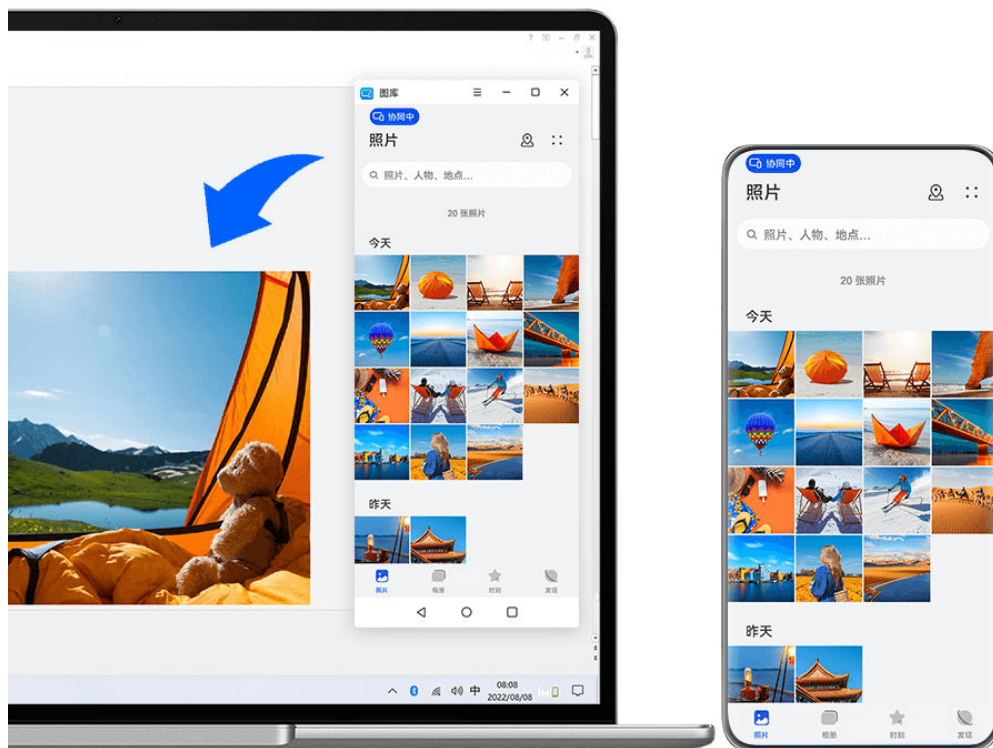 图库
协同中
照片
照片、人物、地点...
20 张照片
今天
昨天
照片
相册
时刻
发现
中
08:08
2022/08/08
协同中
照片
照片、人物、地点...
20 张照片
今天
昨天
照片
相册
时刻
发现